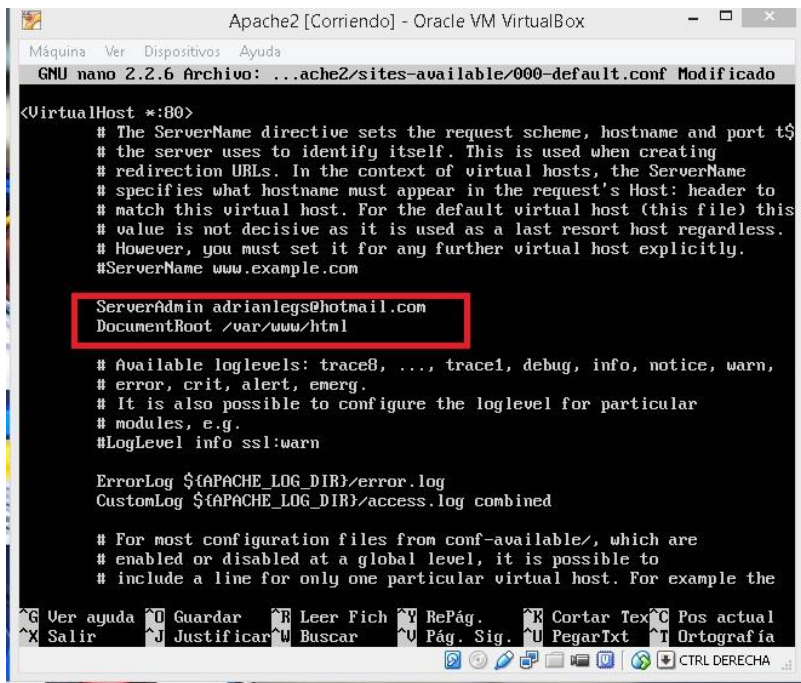 Apache2 [Corriendo] - Oracle VM VirtualBox
Máquina Ver Dispositivos Ayuda
GNU nano 2.2.6 Archivo: ...ache2/sites-available/000-default.conf Modificado
<VirtualHost *:80>
# The ServerName directive sets the request scheme, hostname and port t$
# the server uses to identify itself. This is used when creating
# redirection URLs. In the context of virtual hosts, the ServerName
# specifies what hostname must appear in the request's Host: header to
# match this virtual host. For the default virtual host (this file) this
# value is not decisive as it is used as a last resort host regardless.
# However, you must set it for any further virtual host explicitly.
#ServerName www.example.com
ServerAdmin adrianlegs@hotmail.com
DocumentRoot /var/www/html
# Available loglevels: trace8, ..., trace1, debug, info, notice, warn,
# error, crit, alert, emerg.
# It is also possible to configure the loglevel for particular
# modules, e.g.
#LogLevel info ssl:warn
ErrorLog ${APACHE_LOG_DIR}/error.log
CustomLog ${APACHE_LOG_DIR}/access.log combined
# For most configuration files from conf-available/, which are
# enabled or disabled at a global level, it is possible to
# include a line for only one particular virtual host. For example the
^G Ver ayuda ^O Guardar ^R Leer Fich ^Y RePág. ^K Cortar Tex ^C Pos actual
^X Salir ^J Justificar ^W Buscar ^V Pág. Sig. ^U PegarTxt ^T Ortografía
CTRL DERECHA